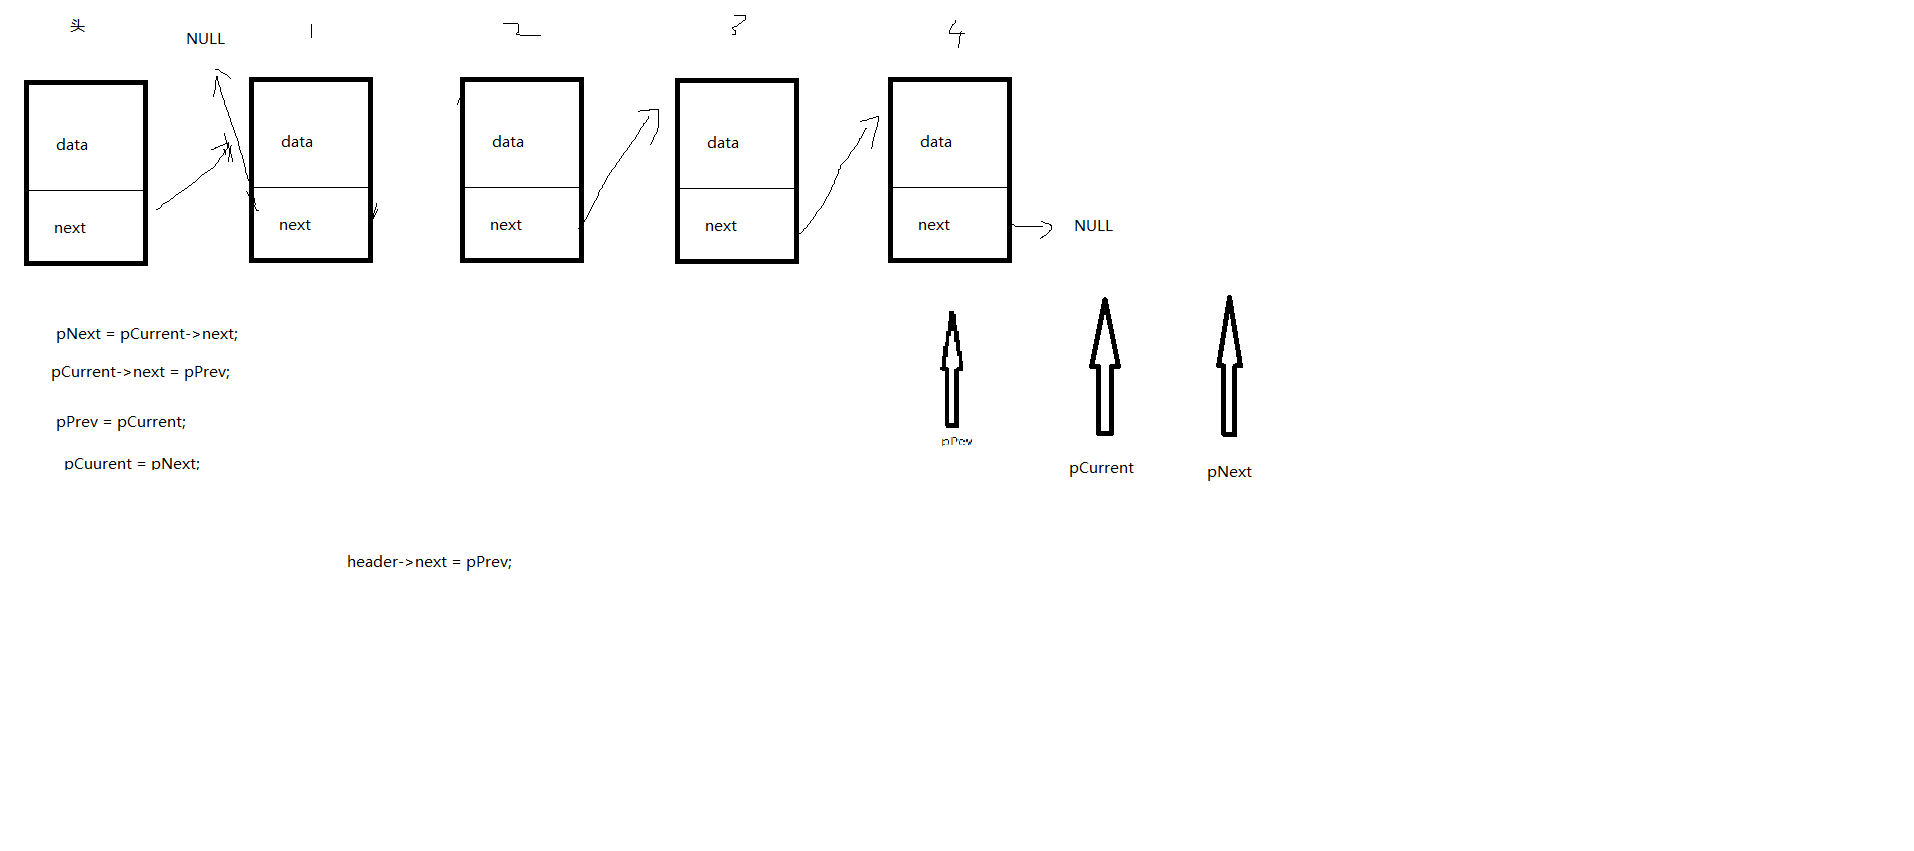 头
NULL
1
2
3
4
data
data
data
data
data
next
next
next
next
next
NULL
pNext = pCurrent->next;
pCurrent->next = pPrev;
pPrev = pCurrent;
pCuurent = pNext;
pPev
pCurrent
pNext
header->next = pPrev;